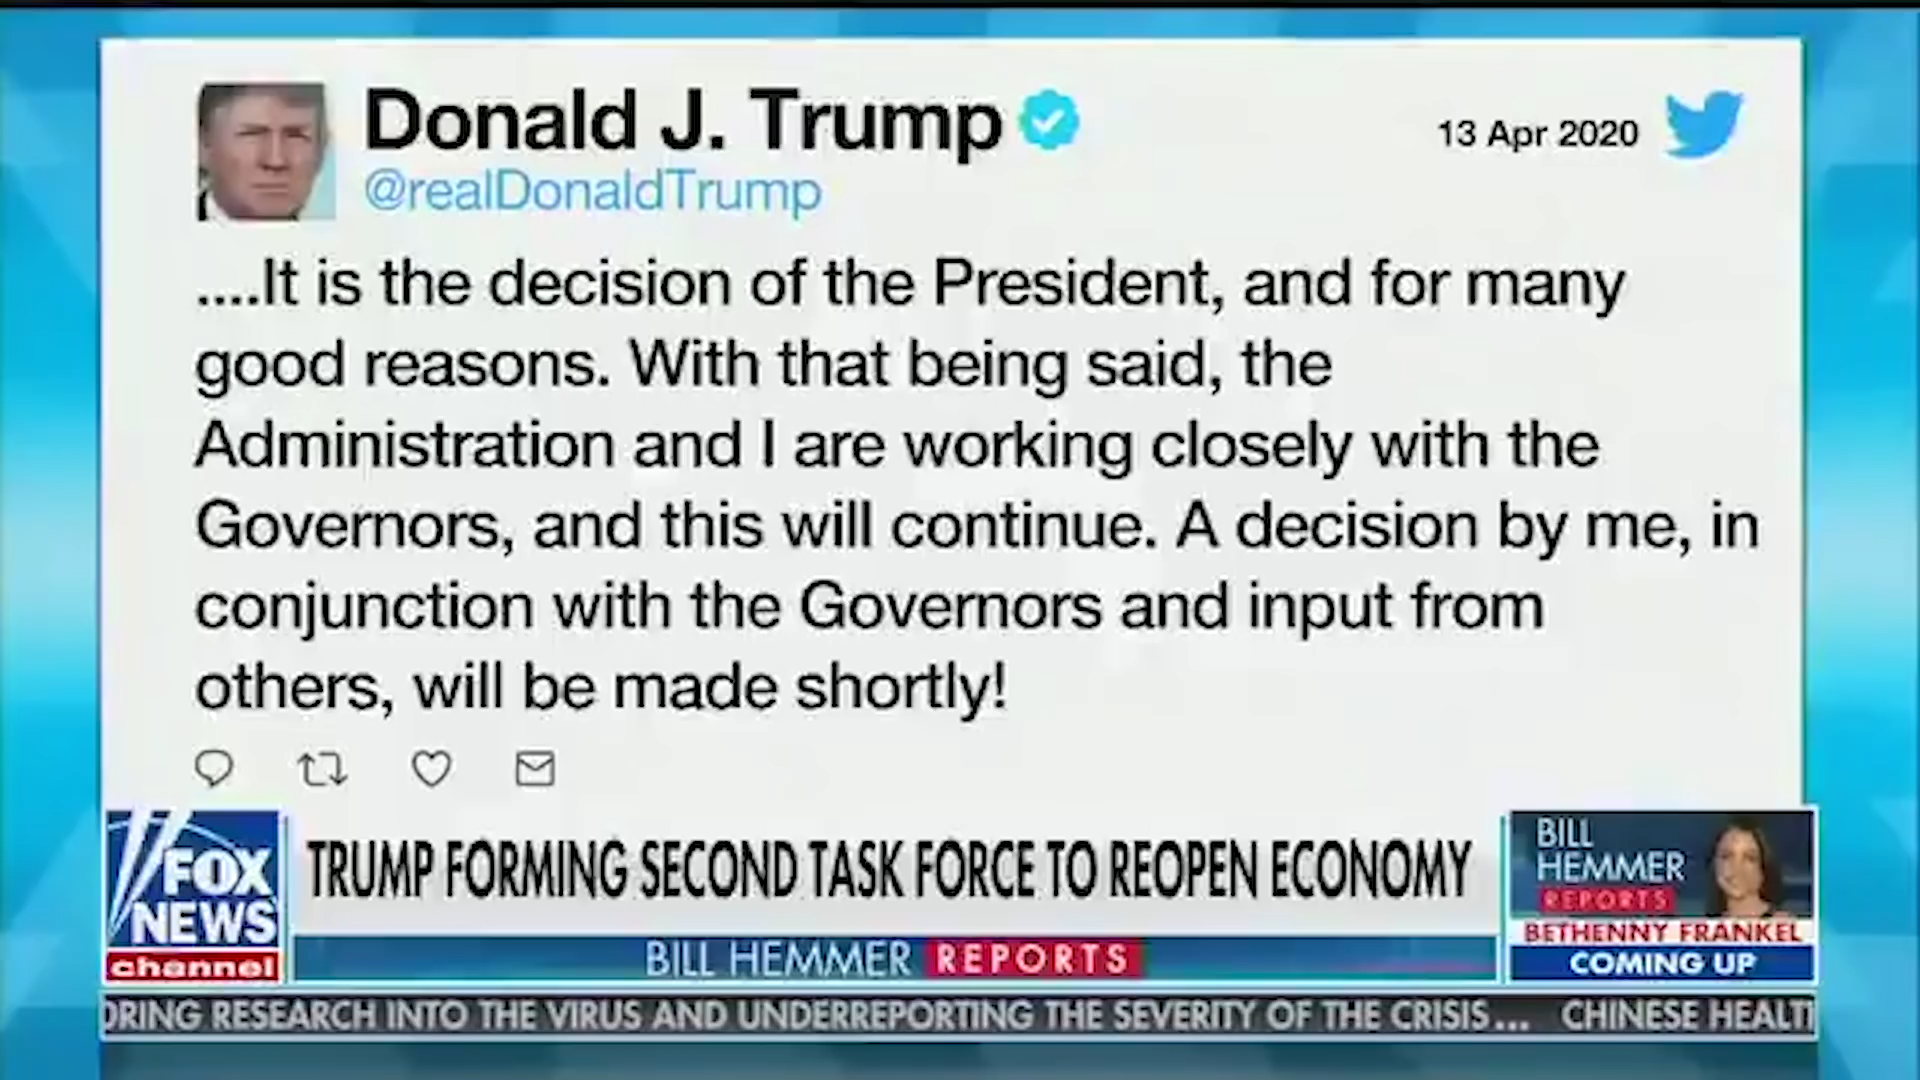 Donald J. Trump
@realDonaldTrump
13 Apr 2020
....It is the decision of the President, and for many
good reasons. With that being said, the
Administration and I are working closely with the
Governors, and this will continue. A decision by me, in
conjunction with the Governors and input from
others, will be made shortly!
FOX
NEWS
channel
TRUMP FORMING SECOND TASK FORCE TO REOPEN ECONOMY
BILL HEMMER REPORTS
BILL
HEMMER
REPORTS
BETHENNY FRANKEL
COMING UP
ORING RESEARCH INTO THE VIRUS AND UNDERREPORTING THE SEVERITY OF THE CRISIS... CHINESE HEALT